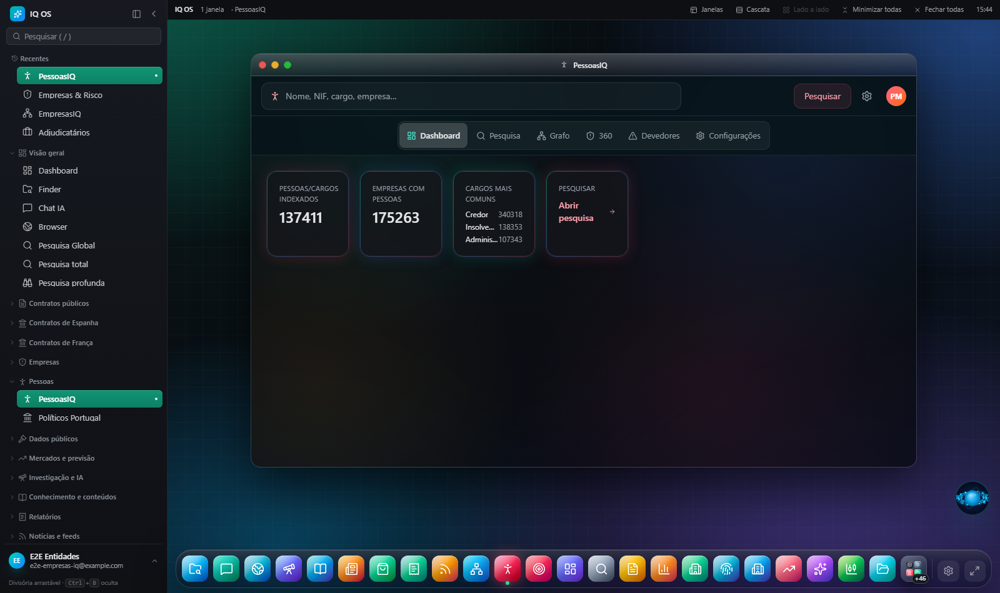 IQ OS
Pesquisar ( / )
Recentes
PessoasIQ
Empresas & Risco
EmpresasIQ
Adjudicatários
Visão geral
Dashboard
Finder
Chat IA
Browser
Pesquisa Global
Pesquisa total
Pesquisa profunda
Contratos públicos
Contratos de Espanha
Contratos de França
Empresas
Pessoas
PessoasIQ
Políticos Portugal
Dados públicos
Mercados e previsão
Investigação e IA
Conhecimento e conteúdos
Relatórios
Notícias e feeds
EE
E2E Entidades
e2e-empresas-iq@example.com
Divisória arrastável · Ctrl + B oculta
IQ OS 1 janela · PessoasIQ
Janelas Cascata Lado a lado Minimizar todas Fechar todas 15:44
PessoasIQ
Nome, NIF, cargo, empresa...
Pesquisar
PM
Dashboard Pesquisa Grafo 360 Devedores Configurações
PESSOAS/CARGOS
INDEXADOS
137411
EMPRESAS COM
PESSOAS
175263
CARGOS MAIS
COMUNS
Credor 340318
Insolve... 138353
Adminis... 107343
PESQUISAR
Abrir
pesquisa
+46